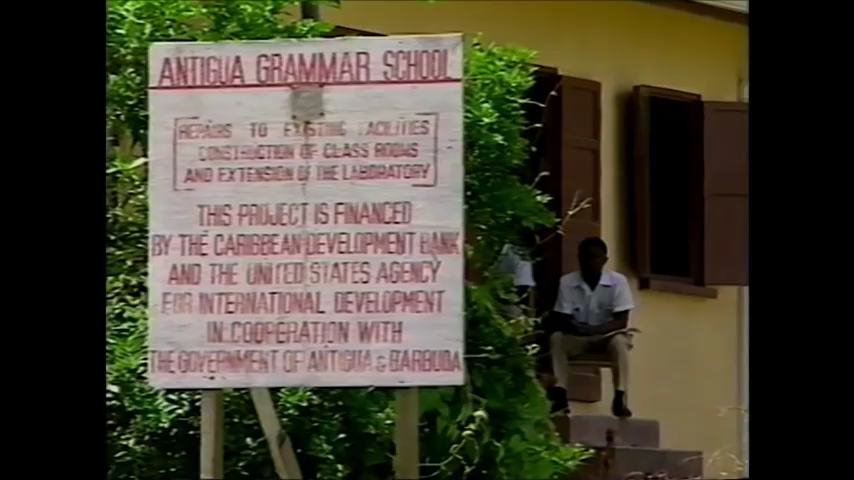 ANTIGUA GRAMMAR SCHOOL
REPAIRS TO EXISTING FACILITIES
CONSTRUCTION OF CLASS ROOMS
AND EXTENSION OF THE LABORATORY
THIS PROJECT IS FINANCED
BY THE CARIBBEAN DEVELOPMENT BANK
AND THE UNITED STATES AGENCY
FOR INTERNATIONAL DEVELOPMENT
IN COOPERATION WITH
THE GOVERNMENT OF ANTIGUA & BARBUDA